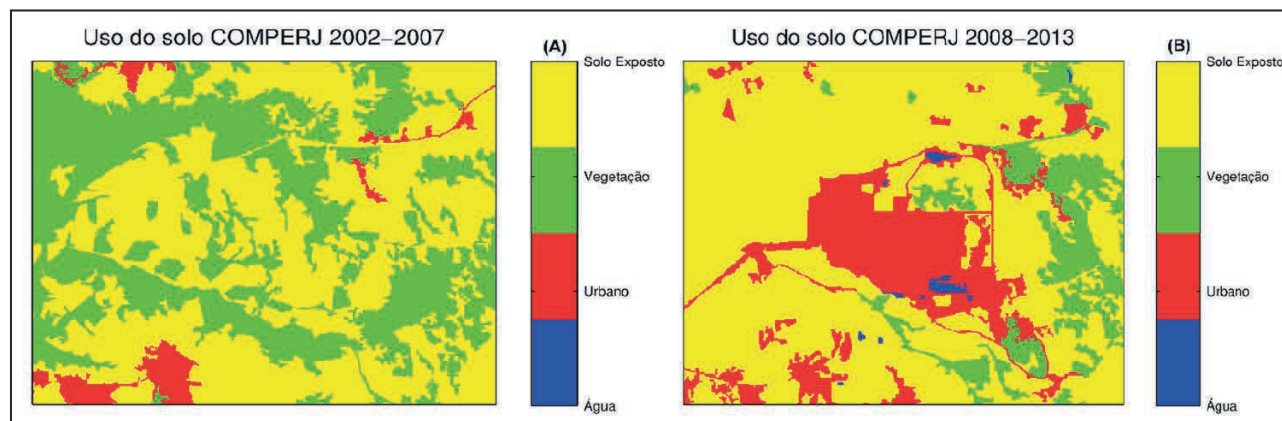 Uso do solo COMPERJ 2002–2007
(A)
Solo Exposto
Vegetação
Urbano
Água
Uso do solo COMPERJ 2008–2013
(B)
Solo Exposto
Vegetação
Urbano
Água